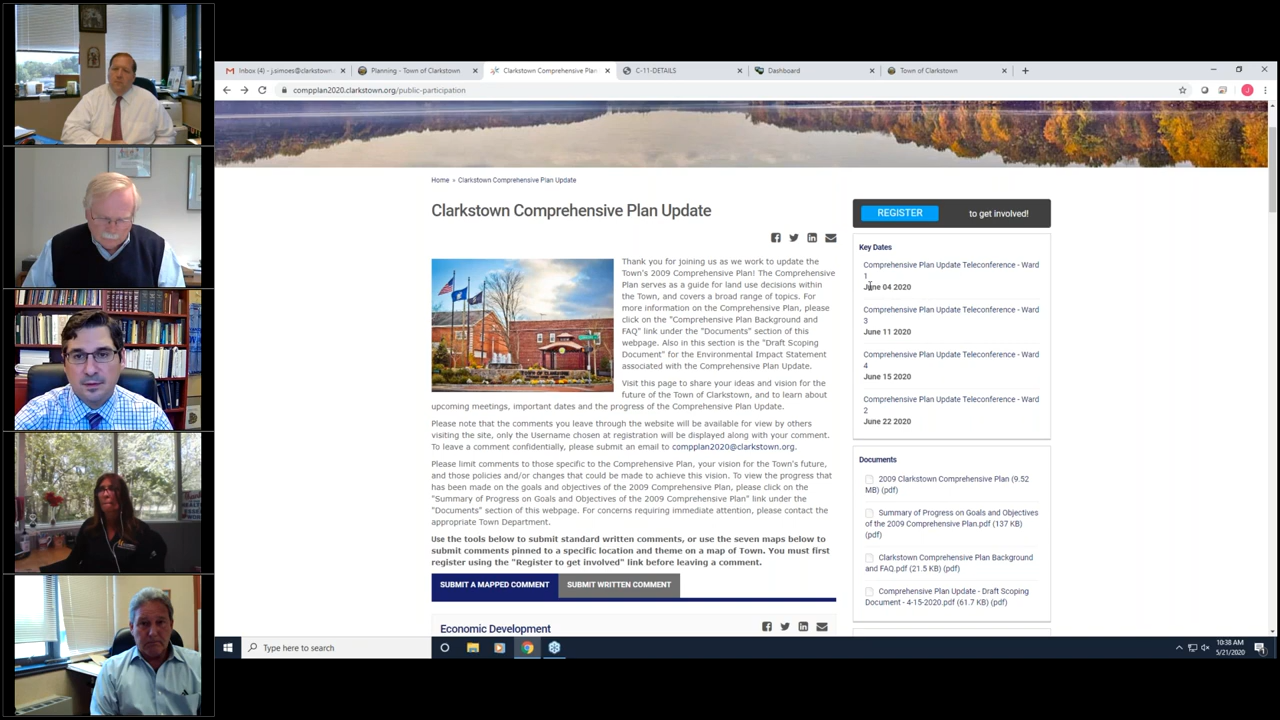 Inbox (4) - j.simoes@clarkstown
Planning - Town of Clarkstown
Clarkstown Comprehensive Plan
C-11-DETAILS
Dashboard
Town of Clarkstown
compplan2020.clarkstown.org/public-participation
Home » Clarkstown Comprehensive Plan Update
Clarkstown Comprehensive Plan Update
Thank you for joining us as we work to update the
Town's 2009 Comprehensive Plan! The Comprehensive
Plan serves as a guide for land use decisions within
the Town, and covers a broad range of topics. For
more information on the Comprehensive Plan, please
click on the "Comprehensive Plan Background and
FAQ" link under the "Documents" section of this
webpage. Also in this section is the "Draft Scoping
Document" for the Environmental Impact Statement
associated with the Comprehensive Plan Update.
Visit this page to share your ideas and vision for the
future of the Town of Clarkstown, and to learn about
upcoming meetings, important dates and the progress of the Comprehensive Plan Update.
Please note that the comments you leave through the website will be available for view by others
visiting the site, only the Username chosen at registration will be displayed along with your comment.
To leave a comment confidentially, please submit an email to compplan2020@clarkstown.org.
Please limit comments to those specific to the Comprehensive Plan, your vision for the Town's future,
and those policies and/or changes that could be made to achieve this vision. To view the progress that
has been made on the goals and objectives of the 2009 Comprehensive Plan, please click on the
"Summary of Progress on Goals and Objectives of the 2009 Comprehensive Plan" link under the
"Documents" section of this webpage. For concerns requiring immediate attention, please contact the
appropriate Town Department.
Use the tools below to submit standard written comments, or use the seven maps below to
submit comments pinned to a specific location and theme on a map of Town. You must first
register using the "Register to get involved" link before leaving a comment.
SUBMIT A MAPPED COMMENT
SUBMIT WRITTEN COMMENT
Economic Development
REGISTER to get involved!
Key Dates
Comprehensive Plan Update Teleconference - Ward
1
June 04 2020
Comprehensive Plan Update Teleconference - Ward
3
June 11 2020
Comprehensive Plan Update Teleconference - Ward
4
June 15 2020
Comprehensive Plan Update Teleconference - Ward
2
June 22 2020
Documents
2009 Clarkstown Comprehensive Plan (9.52
MB) (pdf)
Summary of Progress on Goals and Objectives
of the 2009 Comprehensive Plan.pdf (137 KB)
(pdf)
Clarkstown Comprehensive Plan Background
and FAQ.pdf (21.5 KB) (pdf)
Comprehensive Plan Update - Draft Scoping
Document - 4-15-2020.pdf (61.7 KB) (pdf)
Type here to search
10:38 AM
5/21/2020